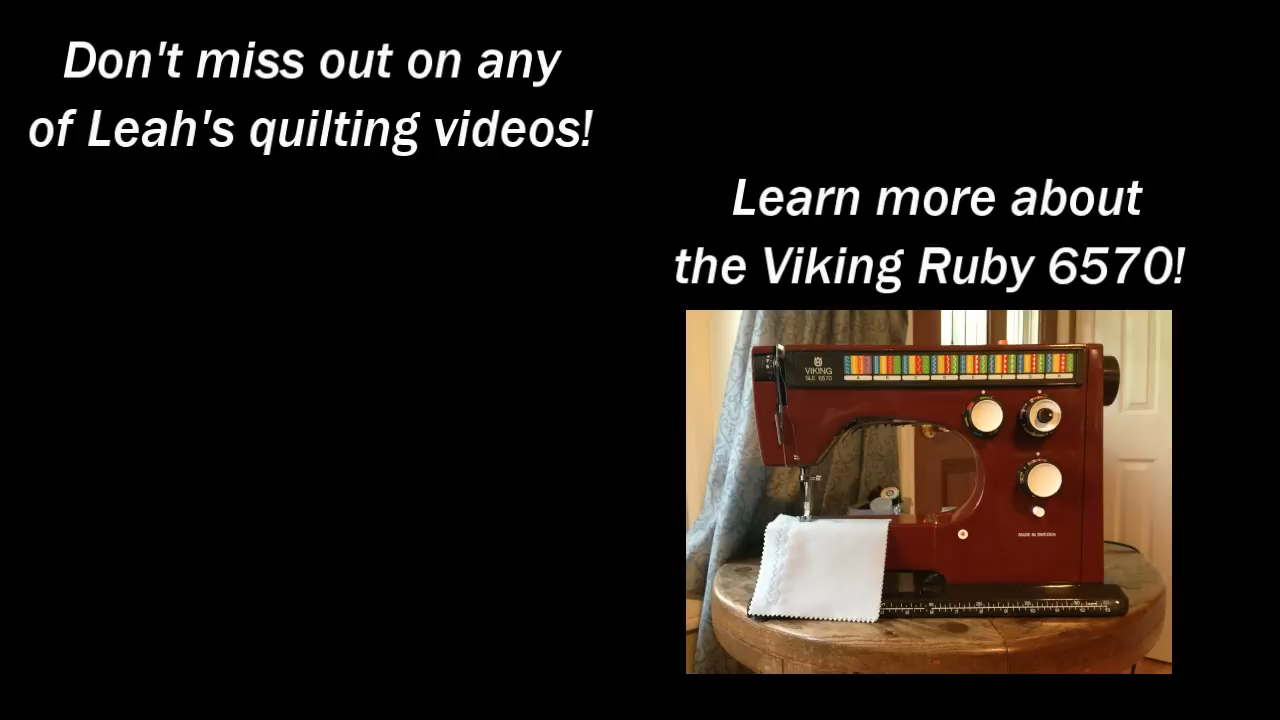 Don't miss out on any
of Leah's quilting videos!
Learn more about
the Viking Ruby 6570!
VIKING
SLE 6570
MADE IN SWEDEN